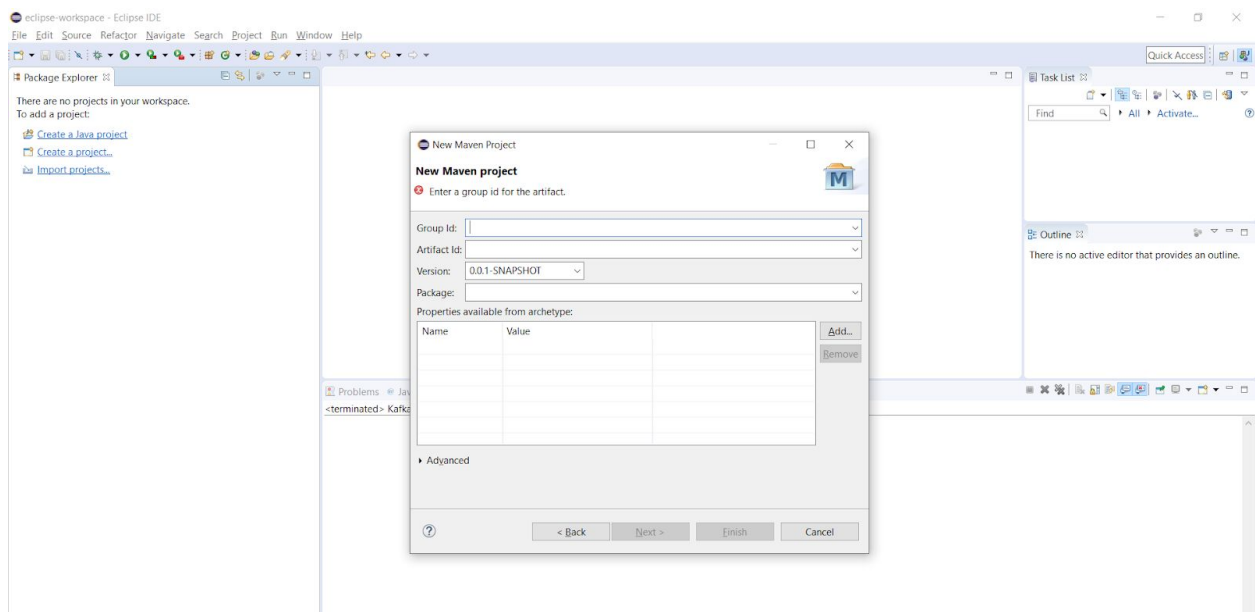 eclipse-workspace - Eclipse IDE
File Edit Source Refactor Navigate Search Project Run Window Help
Quick Access
Package Explorer
There are no projects in your workspace.
To add a project:
Create a Java project
Create a project...
Import projects...
New Maven Project
New Maven project
Enter a group id for the artifact.
M
Group Id:
Artifact Id:
Version: 0.0.1-SNAPSHOT
Package:
Properties available from archetype:
Name Value
Add...
Remove
Advanced
< Back Next > Finish Cancel
Task List
Find All Activate...
Outline
There is no active editor that provides an outline.
Problems Jav
<terminated> Kafka